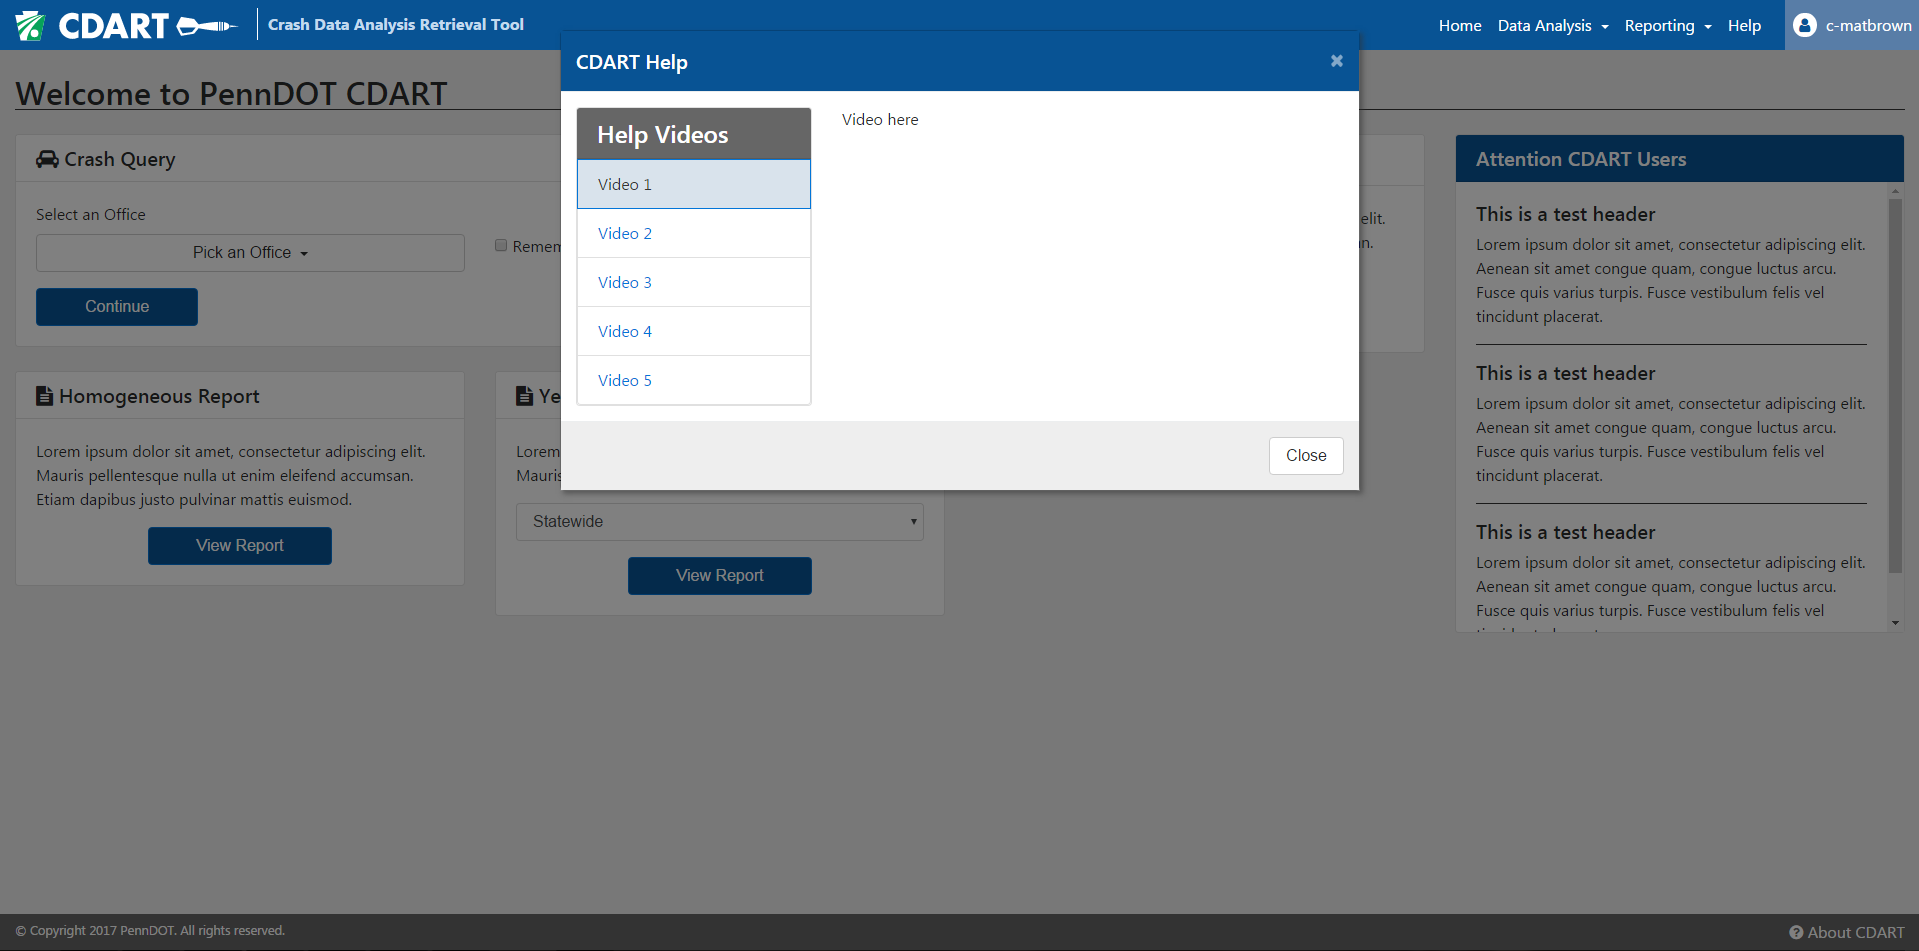 CDART
Crash Data Analysis Retrieval Tool
Home
Data Analysis
Reporting
Help
c-matbrown
CDART Help
Help Videos
Video 1
Video 2
Video 3
Video 4
Video 5
Video here
Close
Welcome to PennDOT CDART
Crash Query
Select an Office
Pick an Office
Continue
elit.
Homogeneous Report
Lorem ipsum dolor sit amet, consectetur adipiscing elit.
Mauris pellentesque nulla ut enim eleifend accumsan.
Etiam dapibus justo pulvinar mattis euismod.
View Report
Lorem
Statewide
View Report
Attention CDART Users
This is a test header
Lorem ipsum dolor sit amet, consectetur adipiscing elit.
Aenean sit amet congue quam, congue luctus arcu.
Fusce quis varius turpis. Fusce vestibulum felis vel
tincidunt placerat.
This is a test header
Lorem ipsum dolor sit amet, consectetur adipiscing elit.
Aenean sit amet congue quam, congue luctus arcu.
Fusce quis varius turpis. Fusce vestibulum felis vel
tincidunt placerat.
This is a test header
Lorem ipsum dolor sit amet, consectetur adipiscing elit.
Aenean sit amet congue quam, congue luctus arcu.
Fusce quis varius turpis. Fusce vestibulum felis vel
© Copyright 2017 PennDOT. All rights reserved.
About CDART